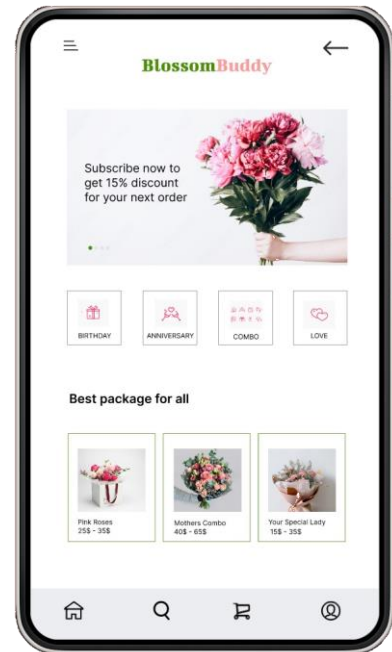 BlossomBuddy
Subscribe now to
get 15% discount
for your next order
BIRTHDAY
ANNIVERSARY
COMBO
LOVE
Best package for all
Pink Roses
25$ - 35$
Mothers Combo
40$ - 65$
Your Special Lady
15$ - 35$